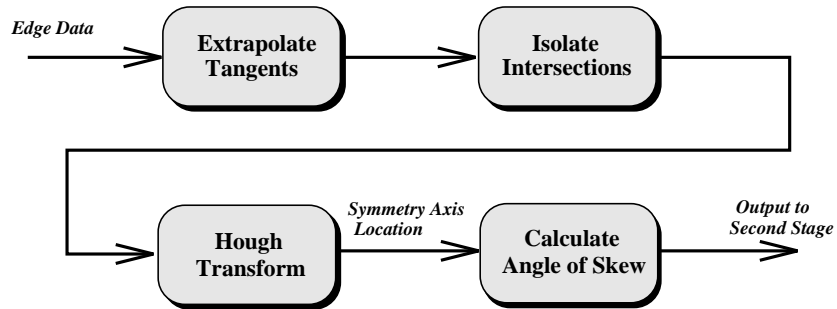 Edge Data
Extrapolate
Tangents
Isolate
Intersections
Hough
Transform
Symmetry Axis
Location
Calculate
Angle of Skew
Output to
Second Stage